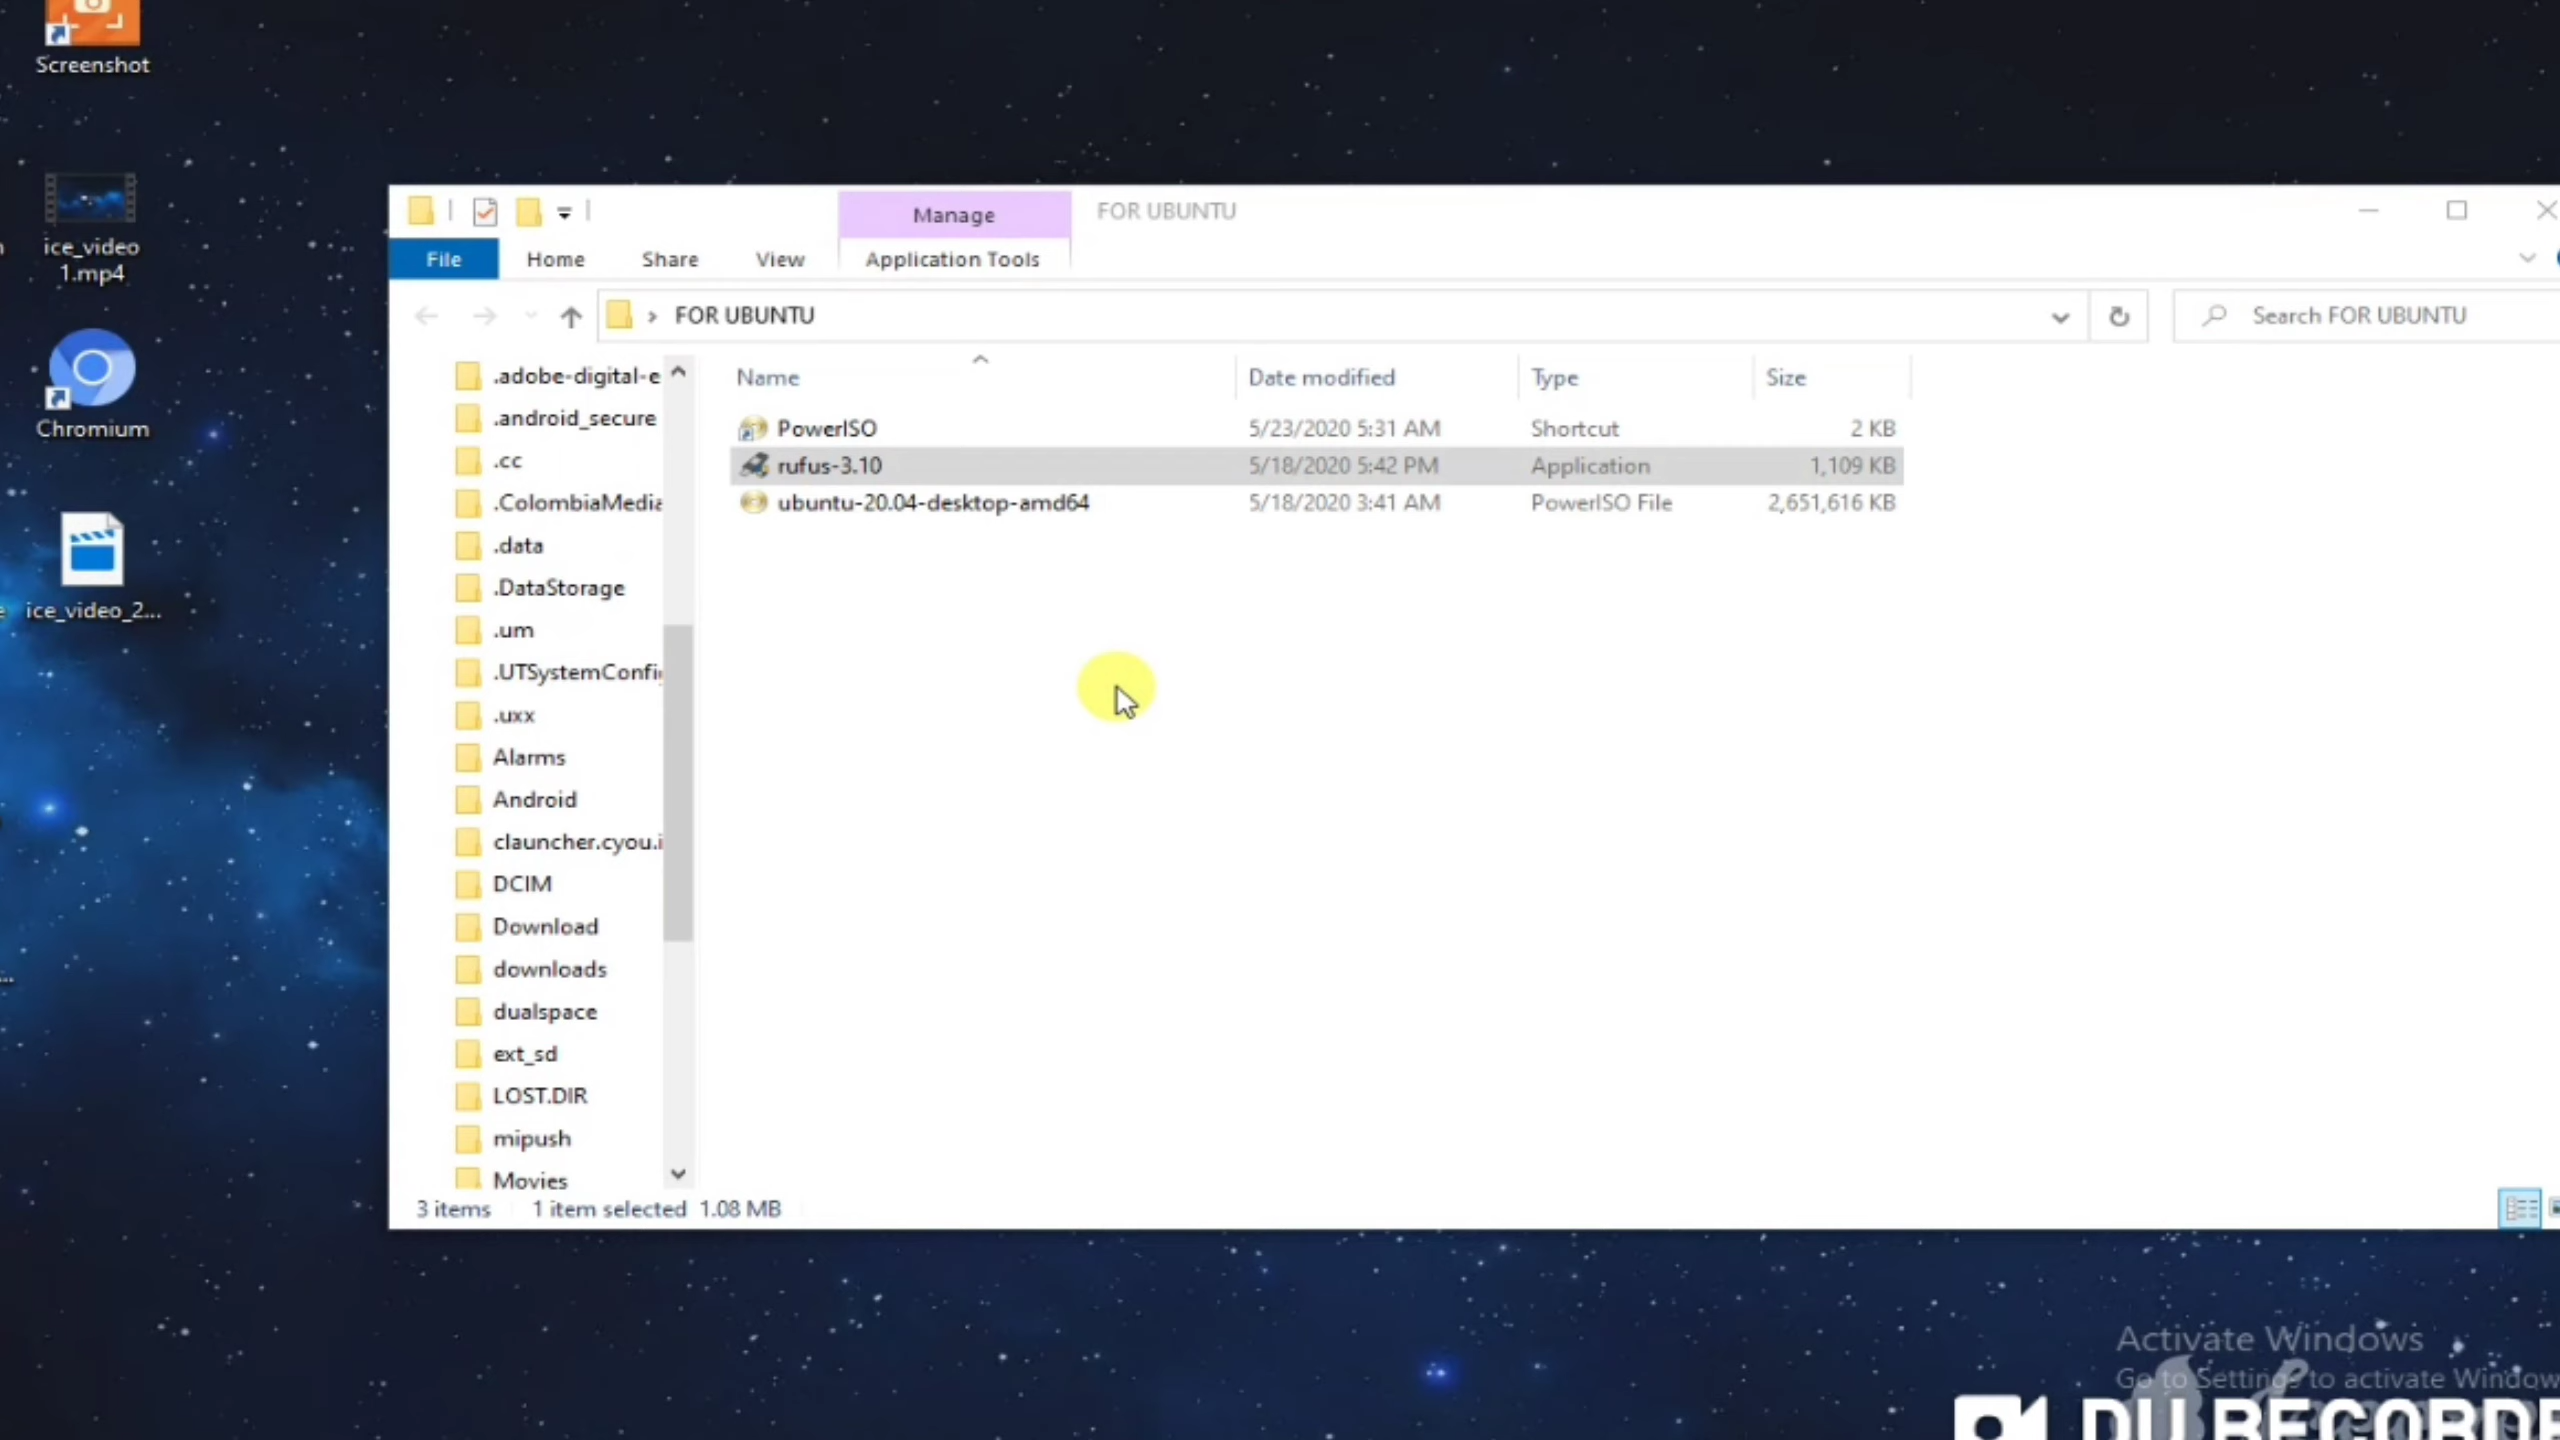 Screenshot
ice_video
1.mp4
Chromium
ice_video_2...
Manage
FOR UBUNTU
File
Home
Share
View
Application Tools
FOR UBUNTU
Search FOR UBUNTU
Name
Date modified
Type
Size
PowerISO
5/23/2020 5:31 AM
Shortcut
2 KB
rufus-3.10
5/18/2020 5:42 PM
Application
1,109 KB
ubuntu-20.04-desktop-amd64
5/18/2020 3:41 AM
PowerISO File
2,651,616 KB
.adobe-digital-e
.android_secure
.cc
.ColombiaMedia
.data
.DataStorage
.um
.UTSystemConfi
.uxx
Alarms
Android
clauncher.cyou.i
DCIM
Download
downloads
dualspace
ext_sd
LOST.DIR
mipush
Movies
3 items
1 item selected 1.08 MB
Activate Windows
Go to Settings to activate Window
DU RECORDE